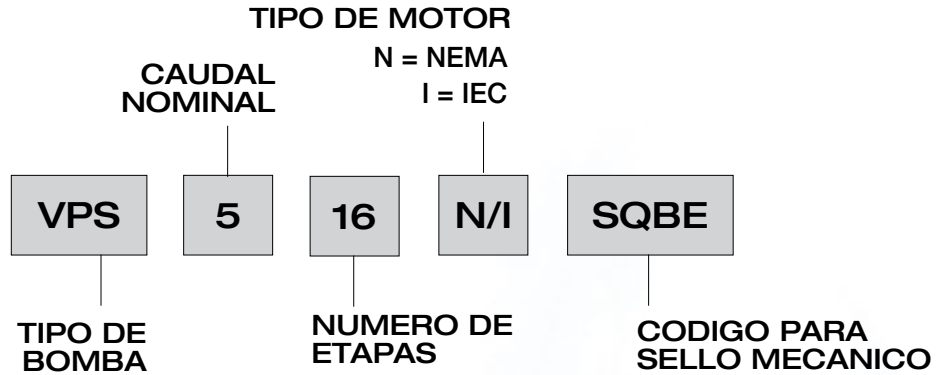 TIPO DE MOTOR
N = NEMA
I = IEC
CAUDAL
NOMINAL
VPS 5 16 N/I SQBE
TIPO DE
BOMBA
NUMERO DE
ETAPAS
CODIGO PARA
SELLO MECANICO